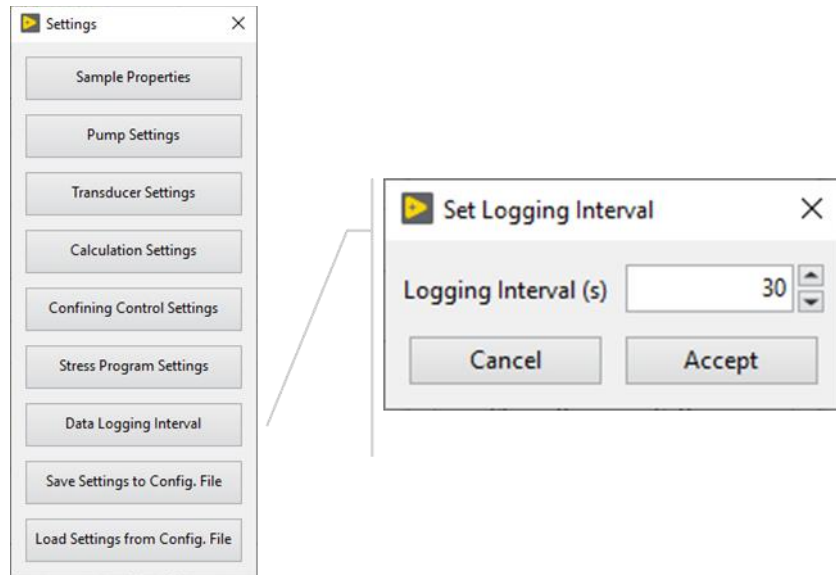 Settings
Sample Properties
Pump Settings
Transducer Settings
Calculation Settings
Confining Control Settings
Stress Program Settings
Data Logging Interval
Save Settings to Config. File
Load Settings from Config. File
Set Logging Interval
Logging Interval (s) 30
Cancel Accept